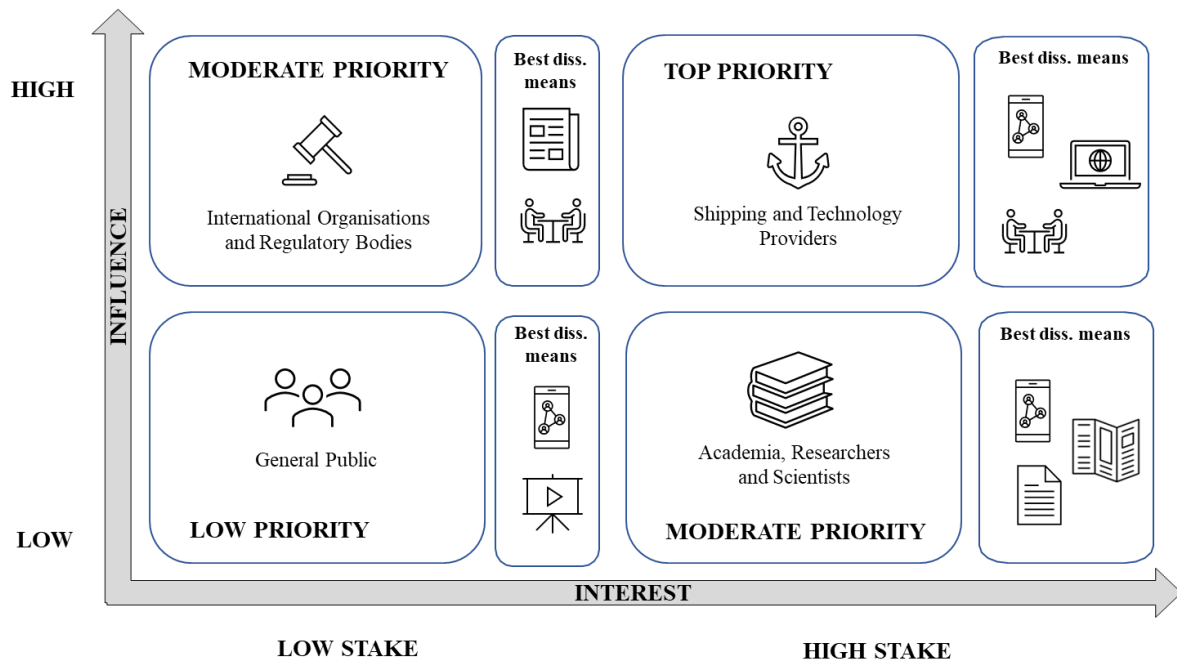 HIGH
INFLUENCE
LOW
MODERATE PRIORITY
International Organisations
and Regulatory Bodies
Best diss.
means
TOP PRIORITY
Shipping and Technology
Providers
Best diss. means
General Public
LOW PRIORITY
Best diss.
means
Academia, Researchers
and Scientists
MODERATE PRIORITY
Best diss. means
INTEREST
LOW STAKE
HIGH STAKE